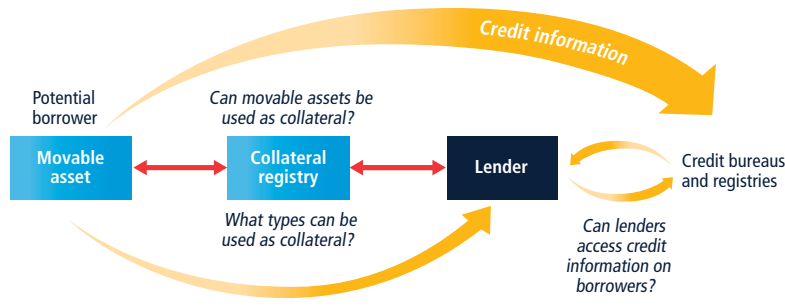 Credit information
Potential
borrower
Can movable assets be
used as collateral?
Movable
asset
Collateral
registry
Lender
Credit bureaus
and registries
What types can be
used as collateral?
Can lenders
access credit
information on
borrowers?